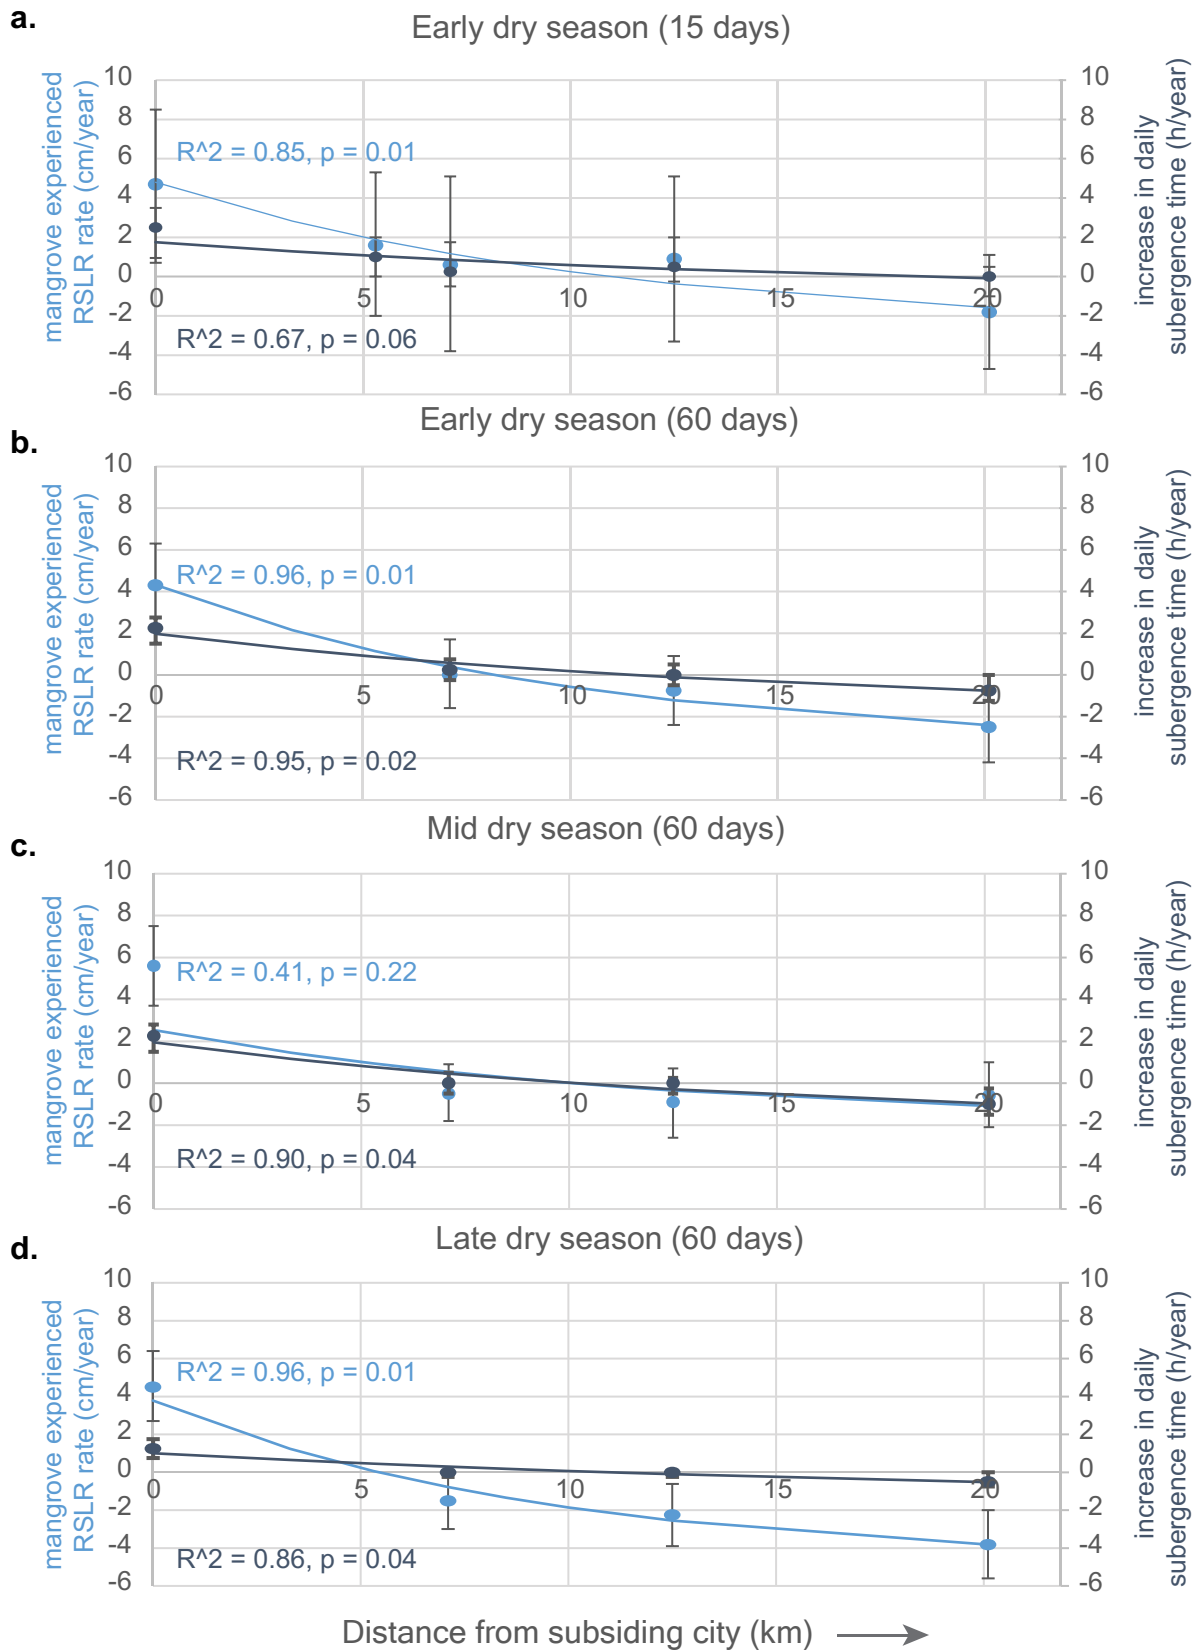 a.
Early dry season (15 days)
mangrove experienced
RSLR rate (cm/year)
10
8
6
4
2
0
-2
-4
-6
R^2 = 0.85, p = 0.01
R^2 = 0.67, p = 0.06
0
5
10
15
20
10
8
6
4
2
0
-2
-4
-6
increase in daily
subergence time (h/year)
b.
Early dry season (60 days)
mangrove experienced
RSLR rate (cm/year)
10
8
6
4
2
0
-2
-4
-6
R^2 = 0.96, p = 0.01
R^2 = 0.95, p = 0.02
0
5
10
15
20
10
8
6
4
2
0
-2
-4
-6
increase in daily
subergence time (h/year)
c.
Mid dry season (60 days)
mangrove experienced
RSLR rate (cm/year)
10
8
6
4
2
0
-2
-4
-6
R^2 = 0.41, p = 0.22
R^2 = 0.90, p = 0.04
0
5
10
15
20
10
8
6
4
2
0
-2
-4
-6
increase in daily
subergence time (h/year)
d.
Late dry season (60 days)
mangrove experienced
RSLR rate (cm/year)
10
8
6
4
2
0
-2
-4
-6
R^2 = 0.96, p = 0.01
R^2 = 0.86, p = 0.04
0
5
10
15
20
10
8
6
4
2
0
-2
-4
-6
increase in daily
subergence time (h/year)
Distance from subsiding city (km)